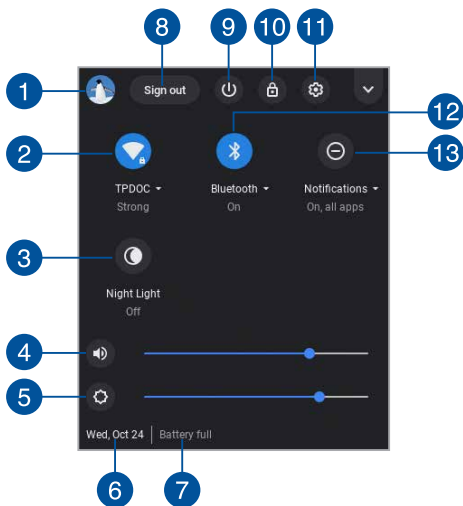 8 9 10 11
1 Sign out
12
2 13
TPDOC Bluetooth Notifications
Strong On On, all apps
3
Night Light
Off
4
5
Wed, Oct 24 Battery full
6 7